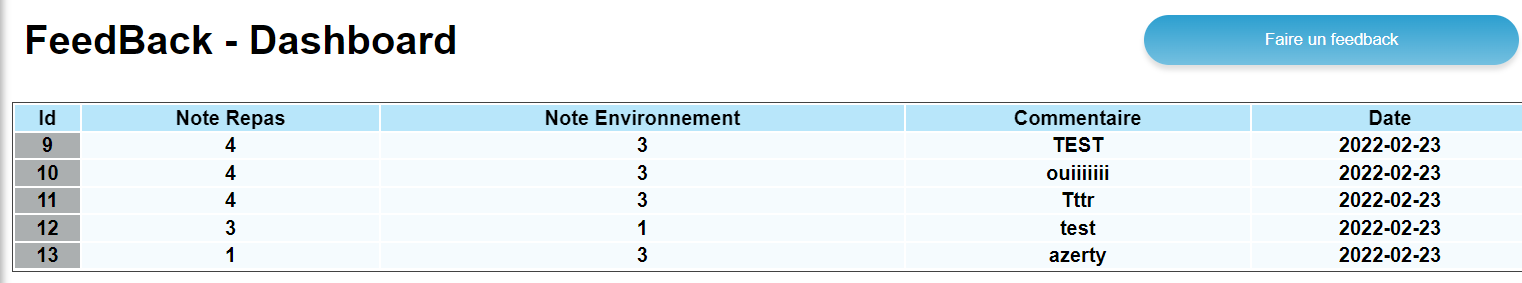 FeedBack - Dashboard
Faire un feedback
Id Note Repas Note Environnement Commentaire Date
9 4 3 TEST 2022-02-23
10 4 3 ouiiiiiii 2022-02-23
11 4 3 Tttr 2022-02-23
12 3 1 test 2022-02-23
13 1 3 azerty 2022-02-23